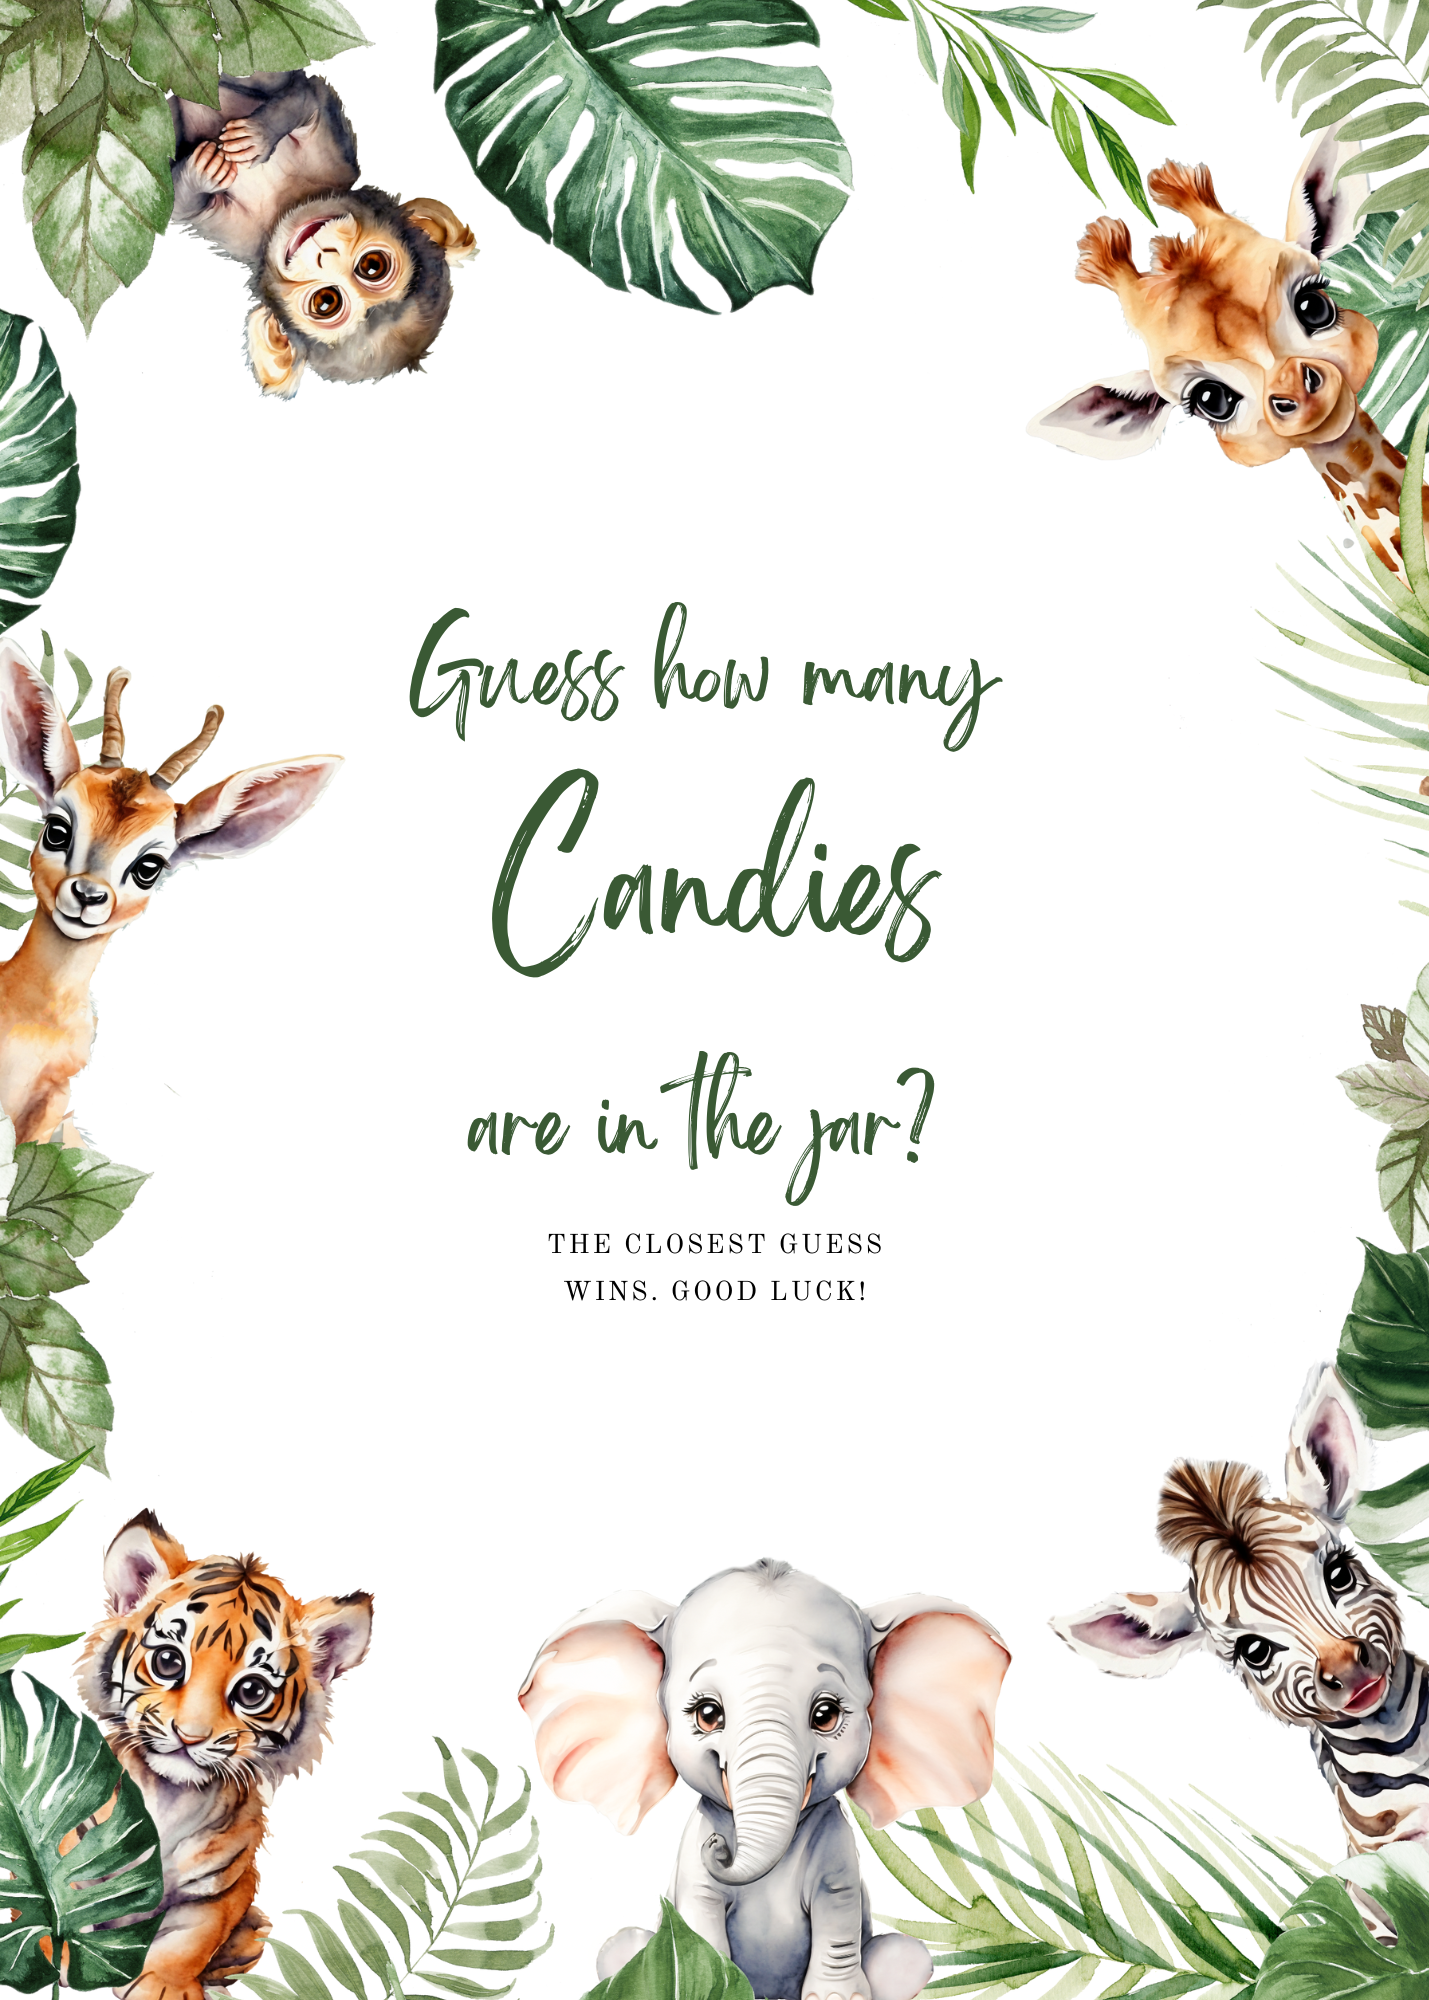 Guess how many
Candies
are in the jar?
THE CLOSEST GUESS
WINS. GOOD LUCK!